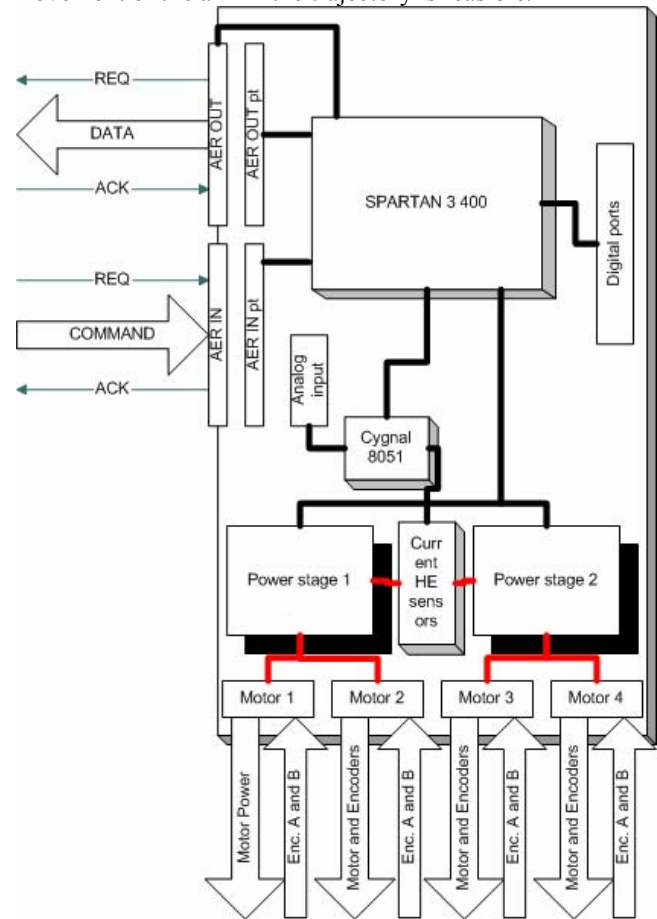 REQ
DATA
ACK
AER OUT
AER OUT pt
SPARTAN 3 400
Digital ports
REQ
COMMAND
ACK
AER IN
AER IN pt
Analog
input
Cygnal
8051
Power stage 1
Curr
ent
HE
sens
ors
Power stage 2
Motor 1
Motor 2
Motor 3
Motor 4
Motor Power
Enc. A and B
Motor and Encoders
Enc. A and B
Motor and Encoders
Enc. A and B
Motor and Encoders
Enc. A and B